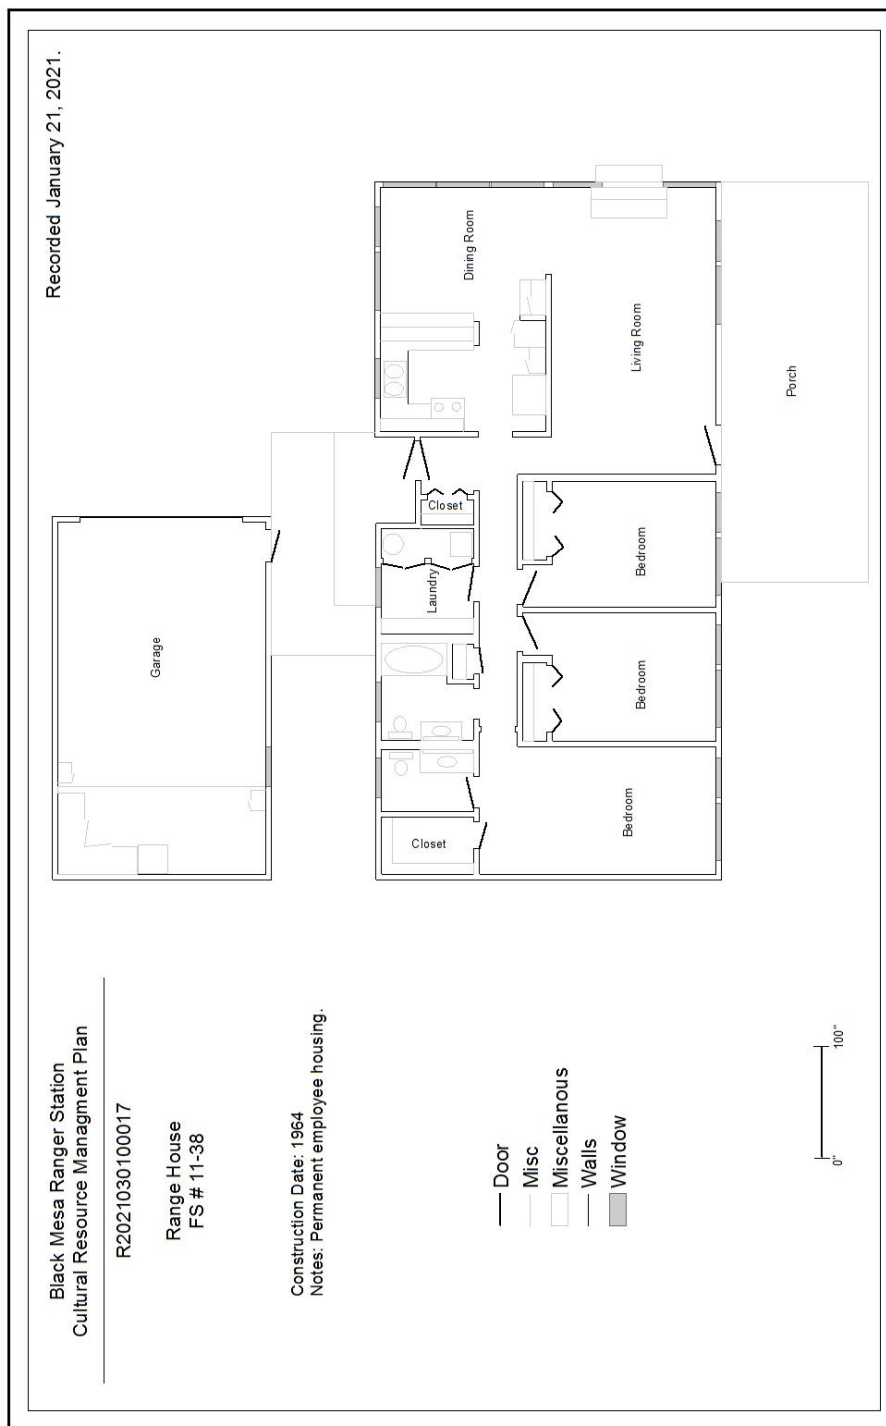 Black Mesa Ranger Station
Cultural Resource Managment Plan
R2021030100017
Range House
FS # 11-38
Construction Date: 1964
Notes: Permanent employee housing.
Door
Misc
Miscellanous
Walls
Window
0"
100"
Recorded January 21, 2021.
Garage
Closet
Laundry
Closet
Dining Room
Living Room
Bedroom
Bedroom
Bedroom
Porch